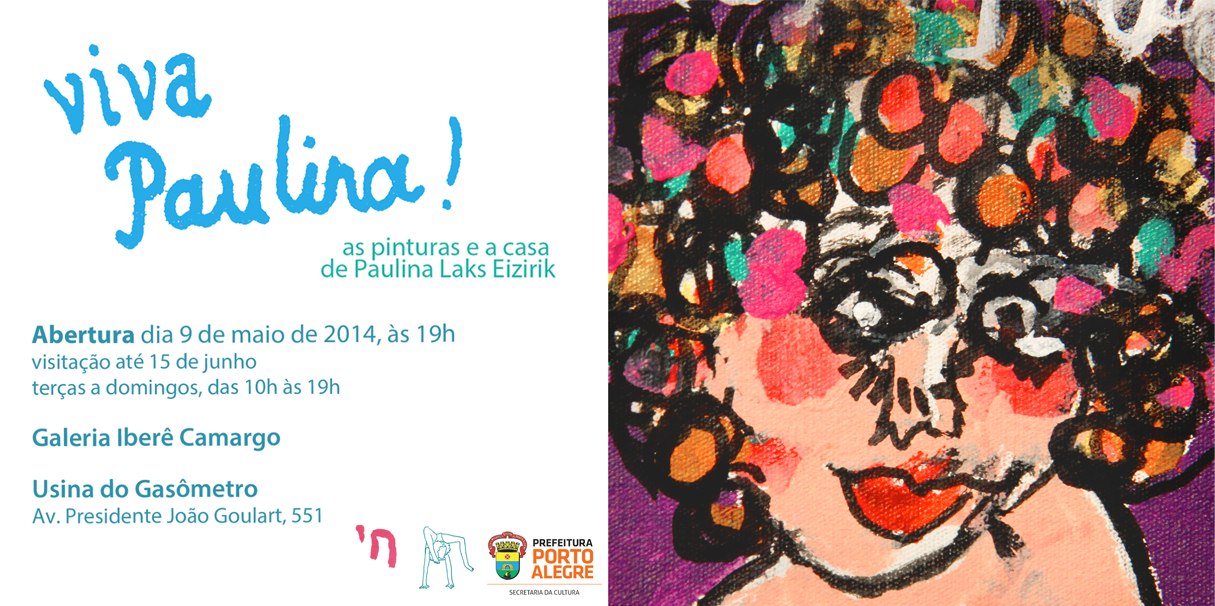 viva
Paulina!
as pinturas e a casa
de Paulina Laks Eizirik
Abertura dia 9 de maio de 2014, às 19h
visitação até 15 de junho
terças a domingos, das 10h às 19h
Galeria Iberê Camargo
Usina do Gasômetro
Av. Presidente João Goulart, 551
חי
PREFEITURA
PORTO
ALEGRE
SECRETARIA DA CULTURA